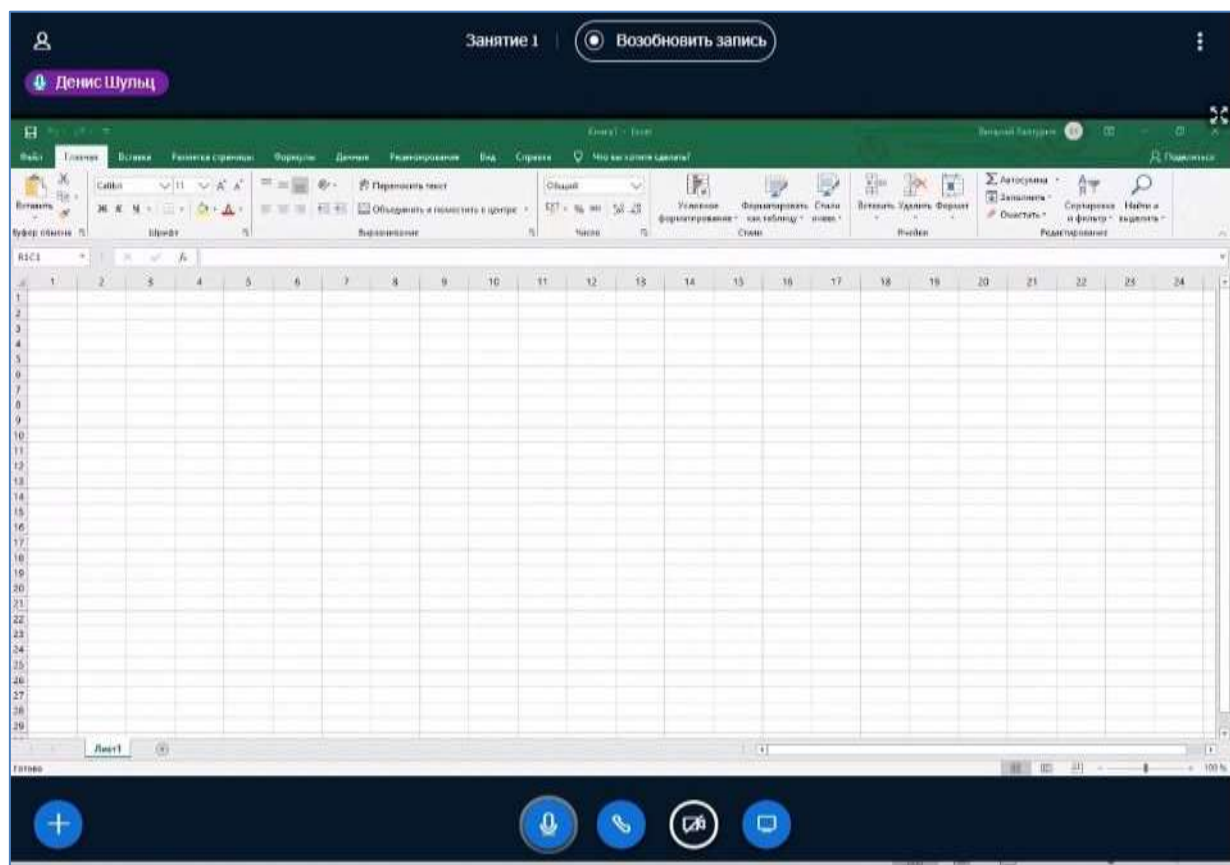 Занятие 1 Возобновить запись
Денис Шульц
Книга1 - Excel
Файл Главная Вставка Разметка страницы Формулы Данные Рецензирование Вид Справка Что вы хотите сделать? Поделиться
Вставить
Calibri 11
Ж К Ч
Переносить текст
Объединить и поместить в центре
Общий
% 000
Условное форматирование
Форматировать как таблицу
Стили ячеек
Вставить Удалить Формат
Автосумма
Заполнить
Очистить
Сортировка и фильтр
Найти и выделить
Буфер обмена Шрифт Выравнивание Число Стили Ячейки Редактирование
R1C1 fx
1 2 3 4 5 6 7 8 9 10 11 12 13 14 15 16 17 18 19 20 21 22 23 24
1
2
3
4
5
6
7
8
9
10
11
12
13
14
15
16
17
18
19
20
21
22
23
24
25
26
27
28
29
Лист1
Готово 100 %